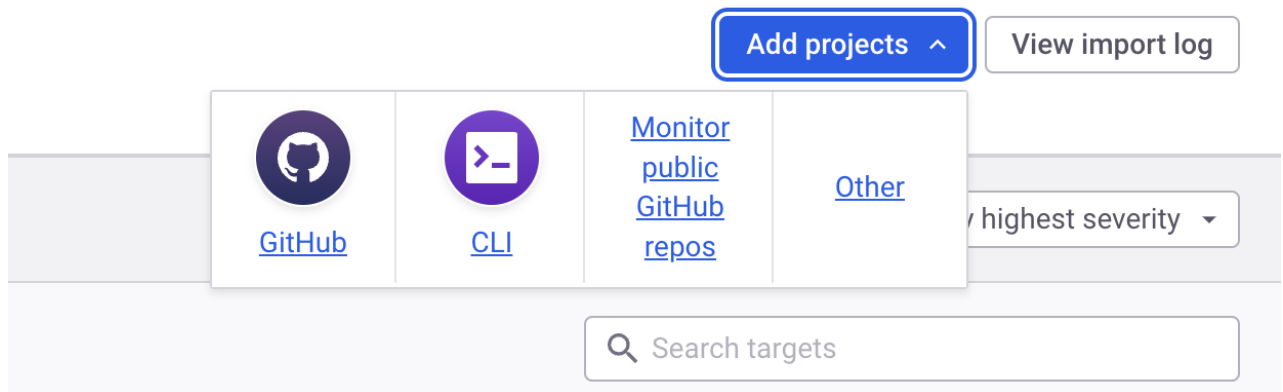 Add projects
View import log
GitHub
CLI
Monitor
public
GitHub
repos
Other
highest severity
Search targets